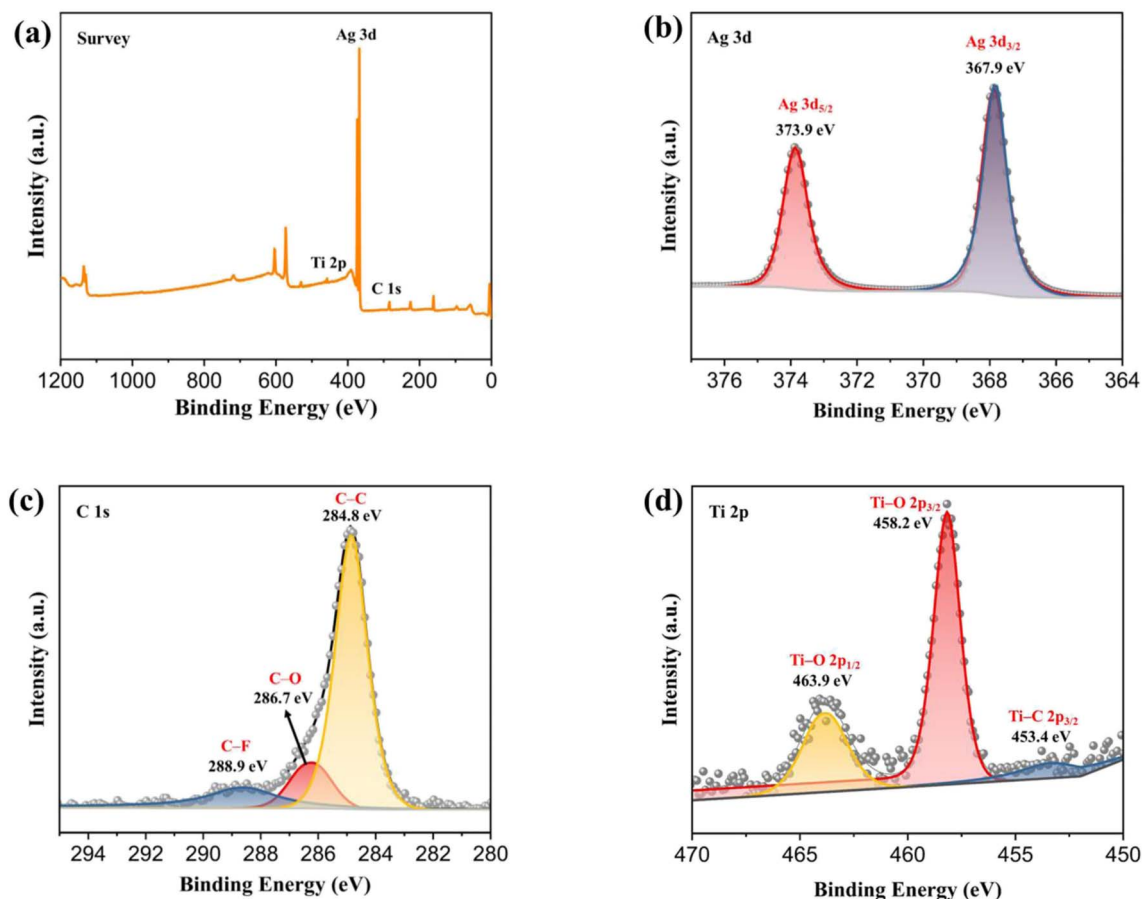 (a)
Survey
Ag 3d
Ti 2p
C 1s
Intensity (a.u.)
1200 1000 800 600 400 200 0
Binding Energy (eV)
(b)
Ag 3d
Ag 3d3/2
367.9 eV
Ag 3d5/2
373.9 eV
Intensity (a.u.)
376 374 372 370 368 366 364
Binding Energy (eV)
(c)
C 1s
C–C
284.8 eV
C–O
286.7 eV
C–F
288.9 eV
Intensity (a.u.)
294 292 290 288 286 284 282 280
Binding Energy (eV)
(d)
Ti 2p
Ti–O 2p3/2
458.2 eV
Ti–O 2p1/2
463.9 eV
Ti–C 2p3/2
453.4 eV
Intensity (a.u.)
470 465 460 455 450
Binding Energy (eV)